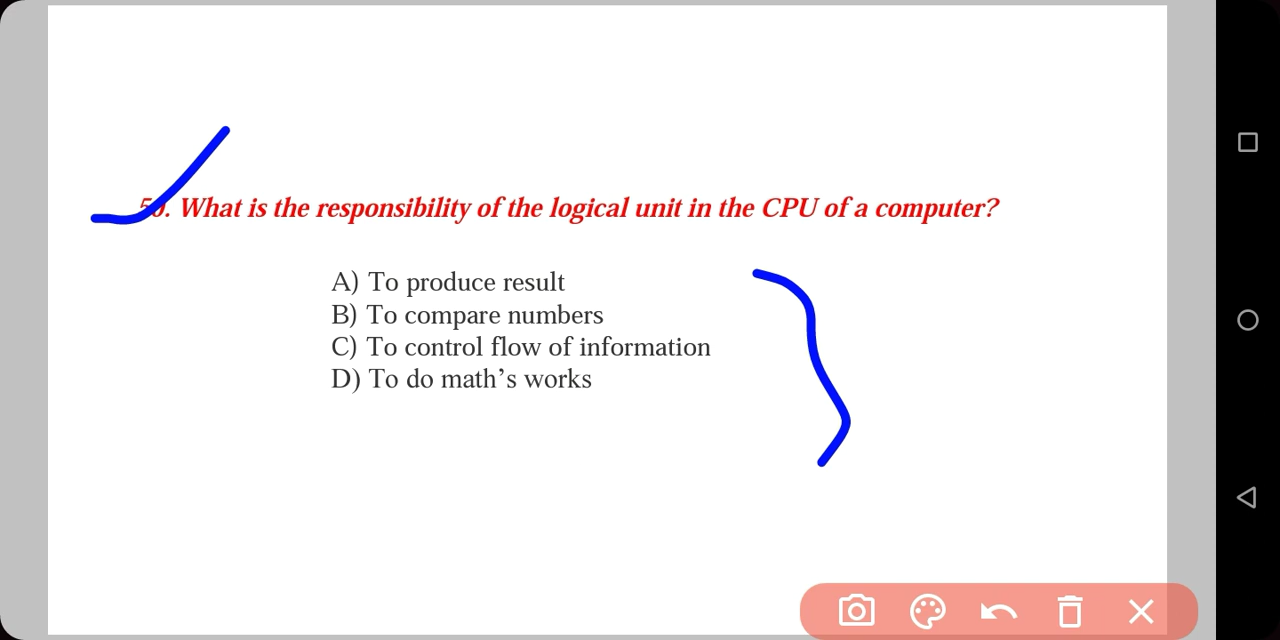 50. What is the responsibility of the logical unit in the CPU of a computer?
A) To produce result
B) To compare numbers
C) To control flow of information
D) To do math’s works